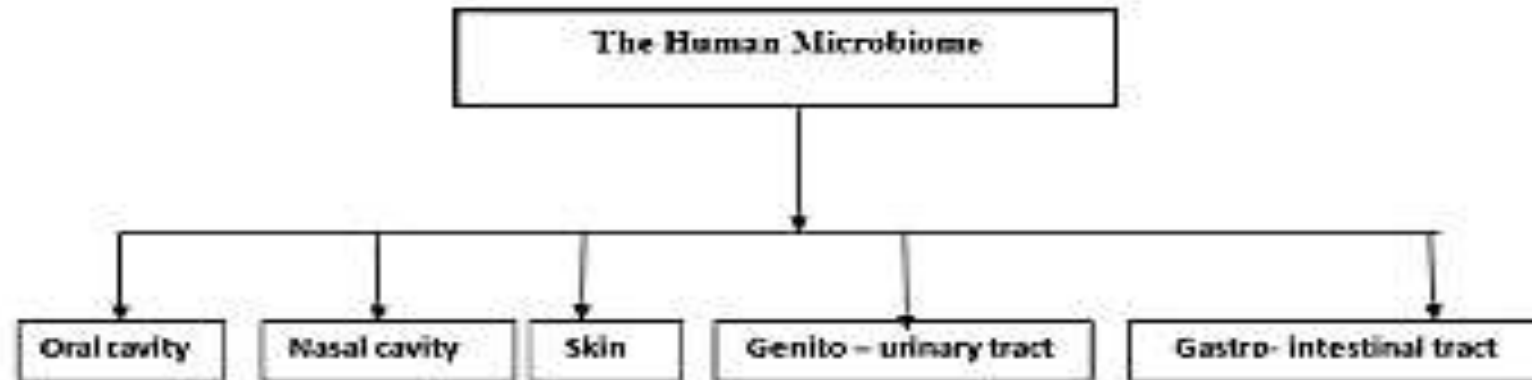 The Human Microbiome
Oral cavity
Nasal cavity
Skin
Genito – urinary tract
Gastro- intestinal tract